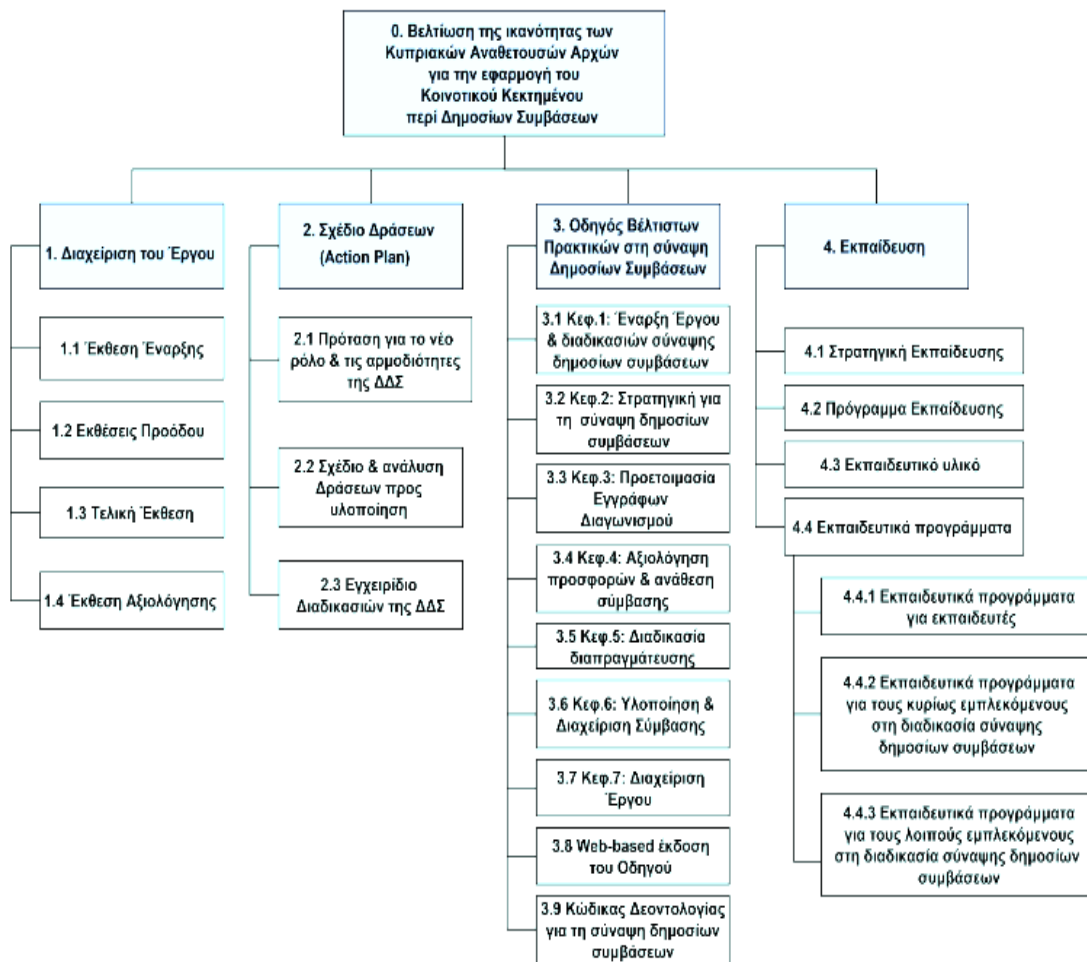 0. Βελτίωση της ικανότητας των
Κυπριακών Αναθετουσών Αρχών
για την εφαρμογή του
Κοινοτικού Κεκτημένου
περί Δημοσίων Συμβάσεων
1. Διαχείριση του Έργου
1.1 Έκθεση Έναρξης
1.2 Εκθέσεις Προόδου
1.3 Τελική Έκθεση
1.4 Έκθεση Αξιολόγησης
2. Σχέδιο Δράσεων
(Action Plan)
2.1 Πρόταση για το νέο
ρόλο & τις αρμοδιότητες
της ΔΔΣ
2.2 Σχέδιο & ανάλυση
Δράσεων προς
υλοποίηση
2.3 Εγχειρίδιο
Διαδικασιών της ΔΔΣ
3. Οδηγός Βέλτιστων
Πρακτικών στη σύναψη
Δημοσίων Συμβάσεων
3.1 Κεφ.1: Έναρξη Έργου
& διαδικασιών σύναψης
δημοσίων συμβάσεων
3.2 Κεφ.2: Στρατηγική για
τη σύναψη δημοσίων
συμβάσεων
3.3 Κεφ.3: Προετοιμασία
Εγγράφων
Διαγωνισμού
3.4 Κεφ.4: Αξιολόγηση
προσφορών & ανάθεση
σύμβασης
3.5 Κεφ.5: Διαδικασία
διαπραγμάτευσης
3.6 Κεφ.6: Υλοποίηση &
Διαχείριση Σύμβασης
3.7 Κεφ.7: Διαχείριση
Έργου
3.8 Web-based έκδοση
του Οδηγού
3.9 Κώδικας Δεοντολογίας
για τη σύναψη δημοσίων
συμβάσεων
4. Εκπαίδευση
4.1 Στρατηγική Εκπαίδευσης
4.2 Πρόγραμμα Εκπαίδευσης
4.3 Εκπαιδευτικό υλικό
4.4 Εκπαιδευτικά προγράμματα
4.4.1 Εκπαιδευτικά προγράμματα
για εκπαιδευτές
4.4.2 Εκπαιδευτικά προγράμματα
για τους κυρίως εμπλεκόμενους
στη διαδικασία σύναψης
δημοσίων συμβάσεων
4.4.3 Εκπαιδευτικά προγράμματα
για τους λοιπούς εμπλεκόμενους
στη διαδικασία σύναψης δημοσίων
συμβάσεων